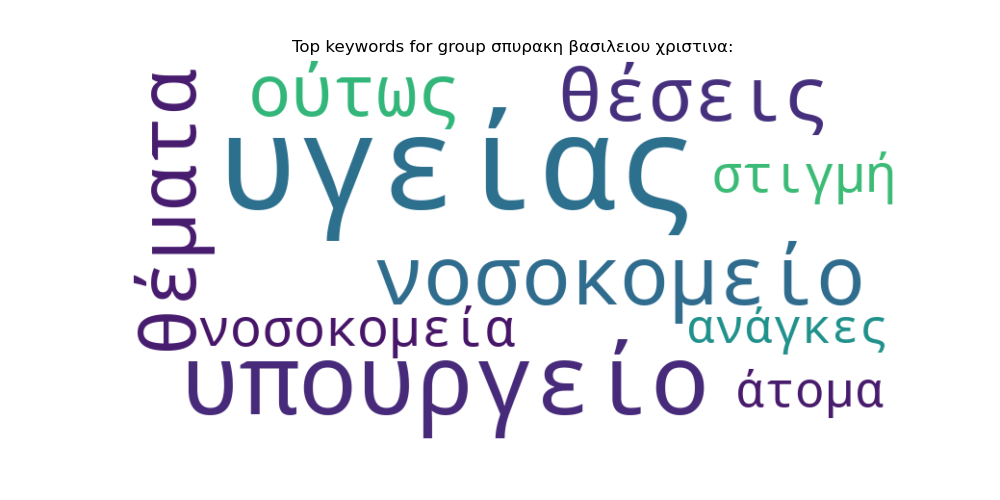 Top keywords for group σπυρακη βασιλειου χριστινα:
θέματα
ούτως
θέσεις
υγείας
στιγμή
νοσοκομείο
νοσοκομεία
ανάγκες
υπουργείο
άτομα